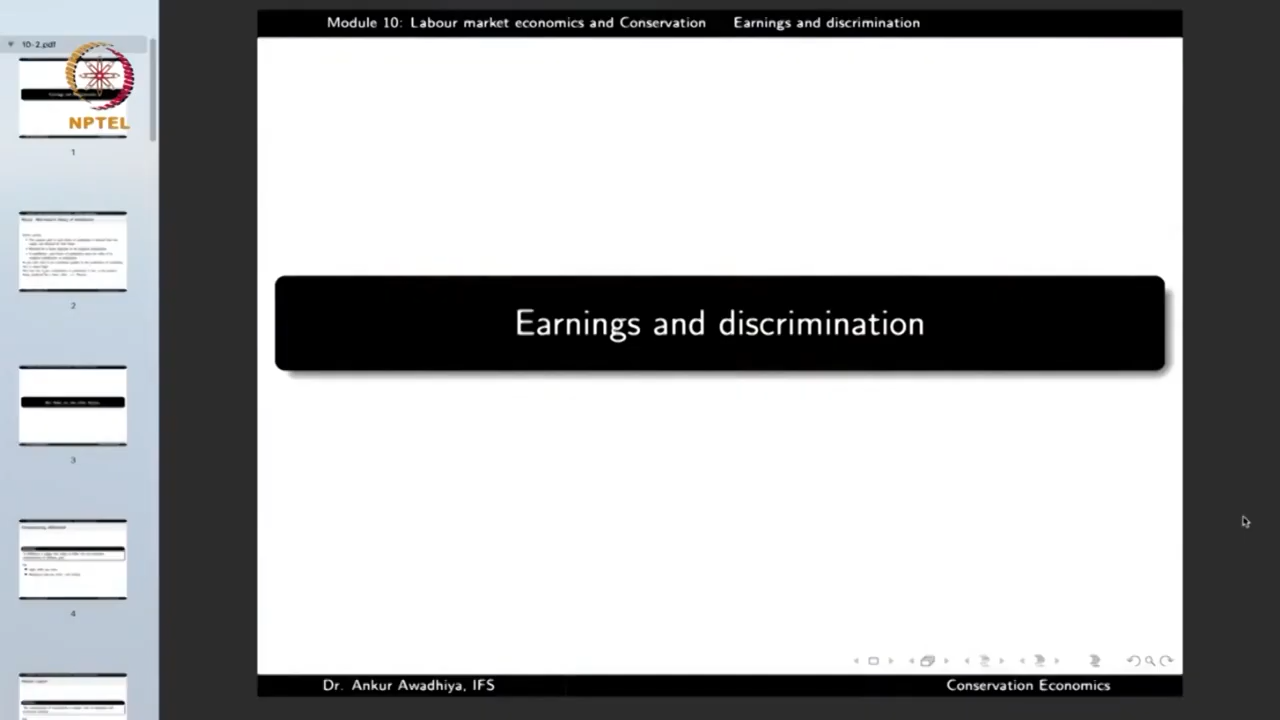 Module 10: Labour market economics and Conservation Earnings and discrimination
10-2.pdf
NPTEL
1
2
3
4
Earnings and discrimination
Dr. Ankur Awadhiya, IFS Conservation Economics